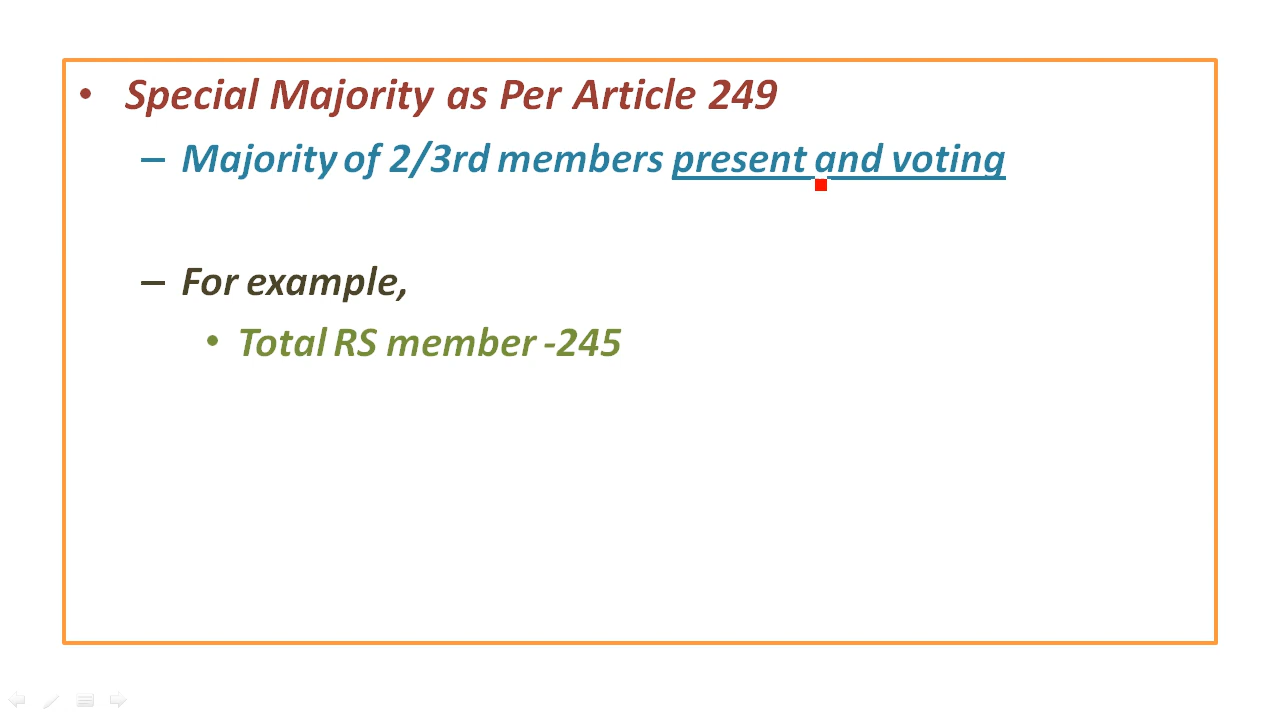 • Special Majority as Per Article 249
– Majority of 2/3rd members present and voting
– For example,
• Total RS member -245